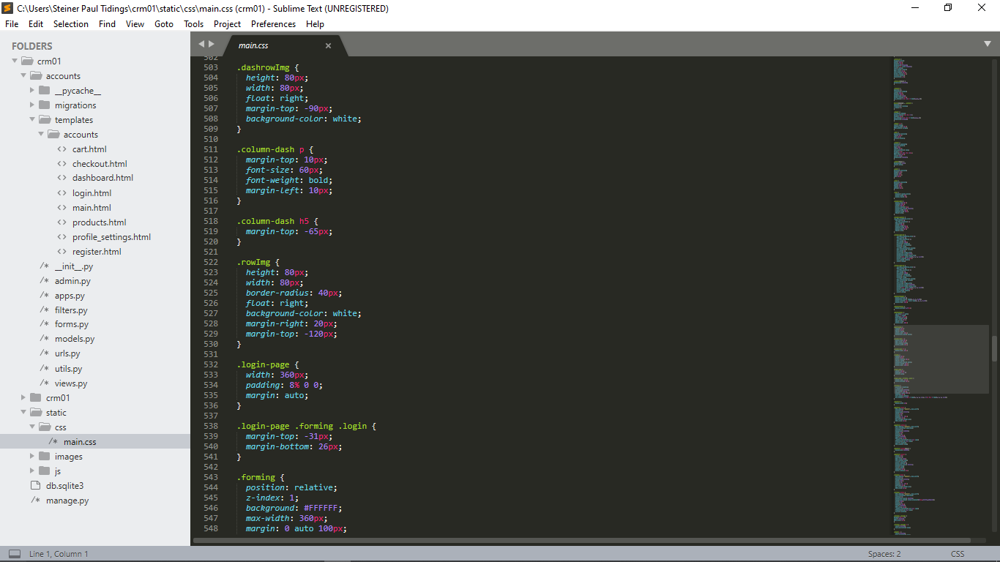 C:\Users\Steiner Paul Tidings\crm01\static\css\main.css (crm01) - Sublime Text (UNREGISTERED)
File Edit Selection Find View Goto Tools Project Preferences Help
FOLDERS
crm01
accounts
__pycache__
migrations
templates
accounts
<> cart.html
<> checkout.html
<> dashboard.html
<> login.html
<> main.html
<> products.html
<> profile_settings.html
<> register.html
/* __init__.py
/* admin.py
/* apps.py
/* filters.py
/* forms.py
/* models.py
/* urls.py
/* utils.py
/* views.py
crm01
static
css
/* main.css
images
js
db.sqlite3
/* manage.py
main.css ×
502
503 .dashrowImg {
504 height: 80px;
505 width: 80px;
506 float: right;
507 margin-top: -90px;
508 background-color: white;
509 }
510
511 .column-dash p {
512 margin-top: 10px;
513 font-size: 60px;
514 font-weight: bold;
515 margin-left: 10px;
516 }
517
518 .column-dash h5 {
519 margin-top: -65px;
520 }
521
522 .rowImg {
523 height: 80px;
524 width: 80px;
525 border-radius: 40px;
526 float: right;
527 background-color: white;
528 margin-right: 20px;
529 margin-top: -120px;
530 }
531
532 .login-page {
533 width: 360px;
534 padding: 8% 0 0;
535 margin: auto;
536 }
537
538 .login-page .forming .login {
539 margin-top: -31px;
540 margin-bottom: 26px;
541 }
542
543 .forming {
544 position: relative;
545 z-index: 1;
546 background: #FFFFFF;
547 max-width: 360px;
548 margin: 0 auto 100px;
Line 1, Column 1
Spaces: 2
CSS